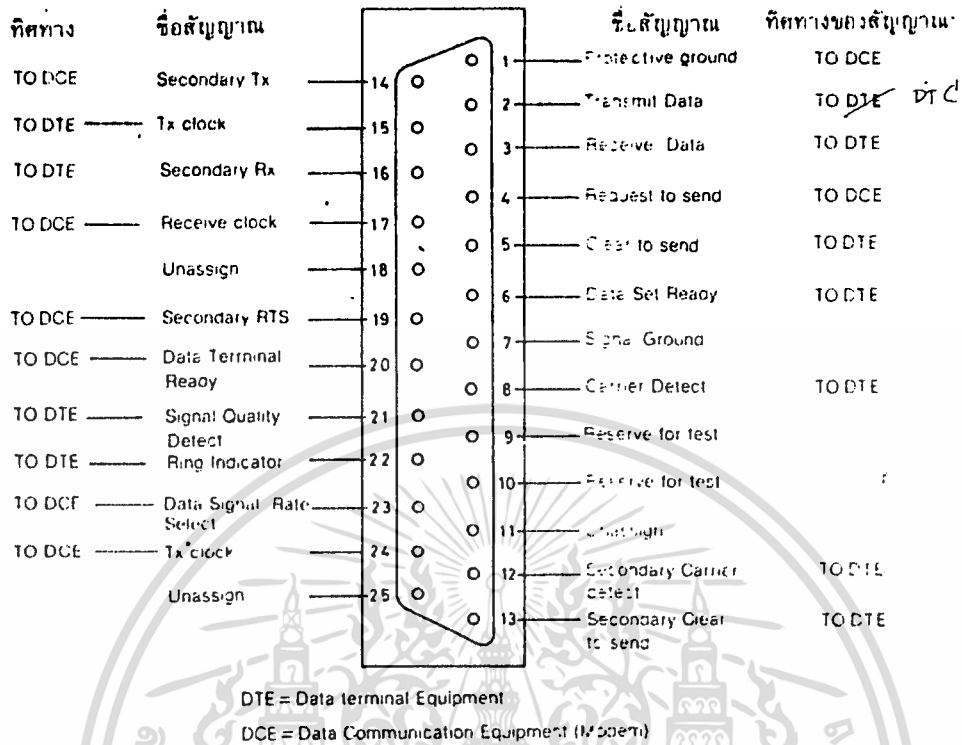 ทิศทาง ชื่อสัญญาณ ชื่อสัญญาณ ทิศทางของสัญญาณ
1 Protective ground TO DCE
TO DCE Secondary Tx 14
2 Transmit Data TO DTE
TO DTE Tx clock 15
3 Receive Data TO DTE
TO DTE Secondary Rx 16
4 Request to send TO DCE
TO DCE Receive clock 17
5 Clear to send TO DTE
Unassign 18
6 Data Set Ready TO DTE
TO DCE Secondary RTS 19
7 Signal Ground
TO DCE Data Terminal 20
Ready
8 Carrier Detect TO DTE
TO DTE Signal Quality 21
Detect
9 Reserve for test
TO DTE Ring Indicator 22
10 Reserve for test
TO DCE Data Signal Rate 23
Select
11 Unassign
TO DCE Tx clock 24
12 Secondary Carrier TO DTE
detect
Unassign 25
13 Secondary Clear TO DTE
to send
DTE = Data terminal Equipment
DCE = Data Communication Equipment (Modem)